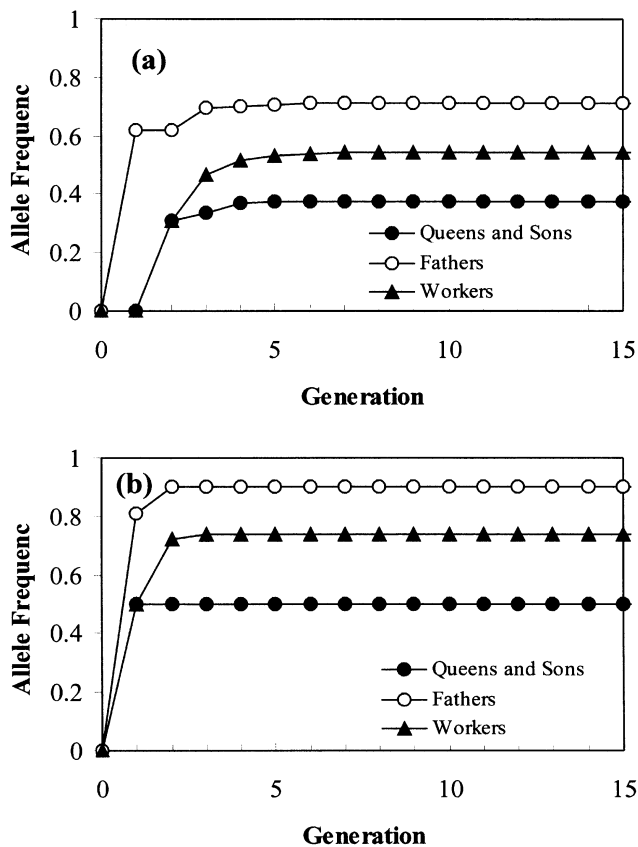 (a)
Allele Frequenc
1
0.8
0.6
0.4
0.2
0
Queens and Sons
Fathers
Workers
0 5 10 15
Generation
(b)
Allele Frequenc
1
0.8
0.6
0.4
0.2
0
Queens and Sons
Fathers
Workers
0 5 10 15
Generation